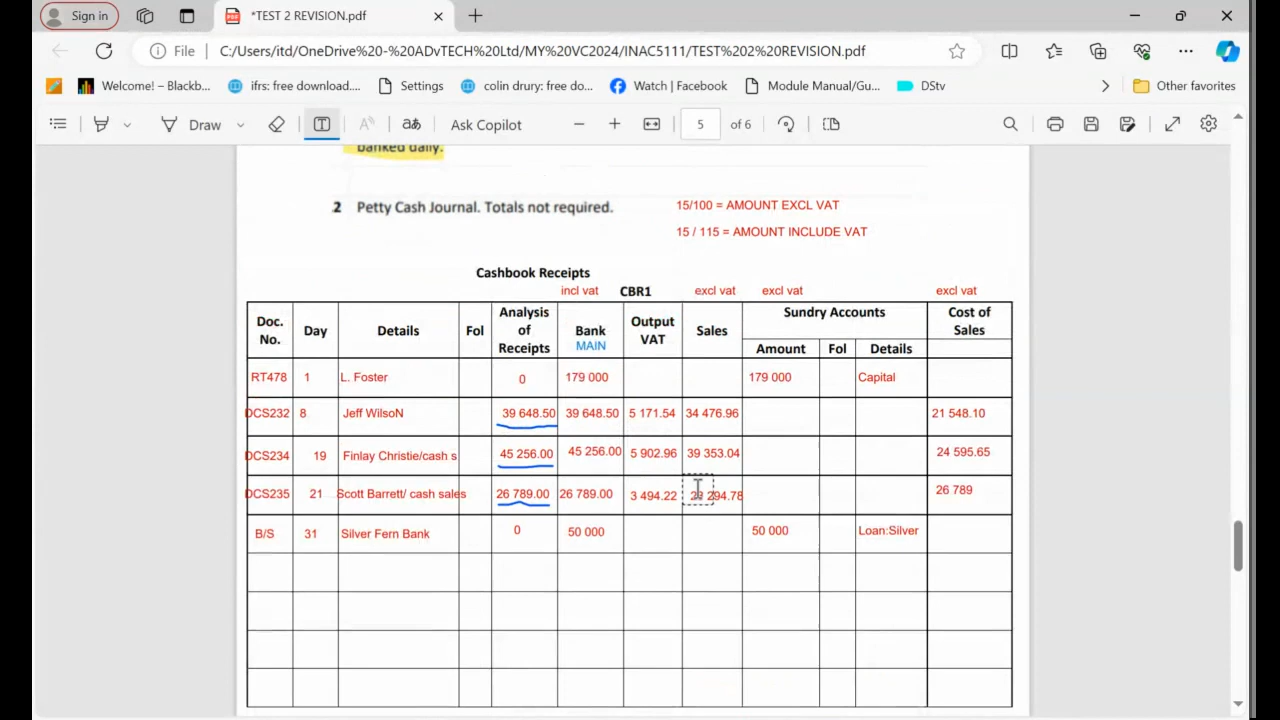 Sign in
*TEST 2 REVISION.pdf
File
C:/Users/itd/OneDrive%20-%20ADvTECH%20Ltd/MY%20VC2024/INAC5111/TEST%202%20REVISION.pdf
Welcome! – Blackb...
ifrs: free download....
Settings
colin drury: free do...
Watch | Facebook
Module Manual/Gu...
DStv
Other favorites
Draw
aあ
Ask Copilot
5 of 6
banked daily.
2 Petty Cash Journal. Totals not required.
15/100 = AMOUNT EXCL VAT
15 / 115 = AMOUNT INCLUDE VAT
Cashbook Receipts
incl vat CBR1 excl vat excl vat excl vat
Doc. No. Day Details Fol Analysis of Receipts Bank MAIN Output VAT Sales Sundry Accounts Cost of Sales
Amount Fol Details
RT478 1 L. Foster 0 179 000 179 000 Capital
DCS232 8 Jeff WilsoN 39 648.50 39 648.50 5 171.54 34 476.96 21 548.10
DCS234 19 Finlay Christie/cash s 45 256.00 45 256.00 5 902.96 39 353.04 24 595.65
DCS235 21 Scott Barrett/ cash sales 26 789.00 26 789.00 3 494.22 294.78 26 789
B/S 31 Silver Fern Bank 0 50 000 50 000 Loan:Silver